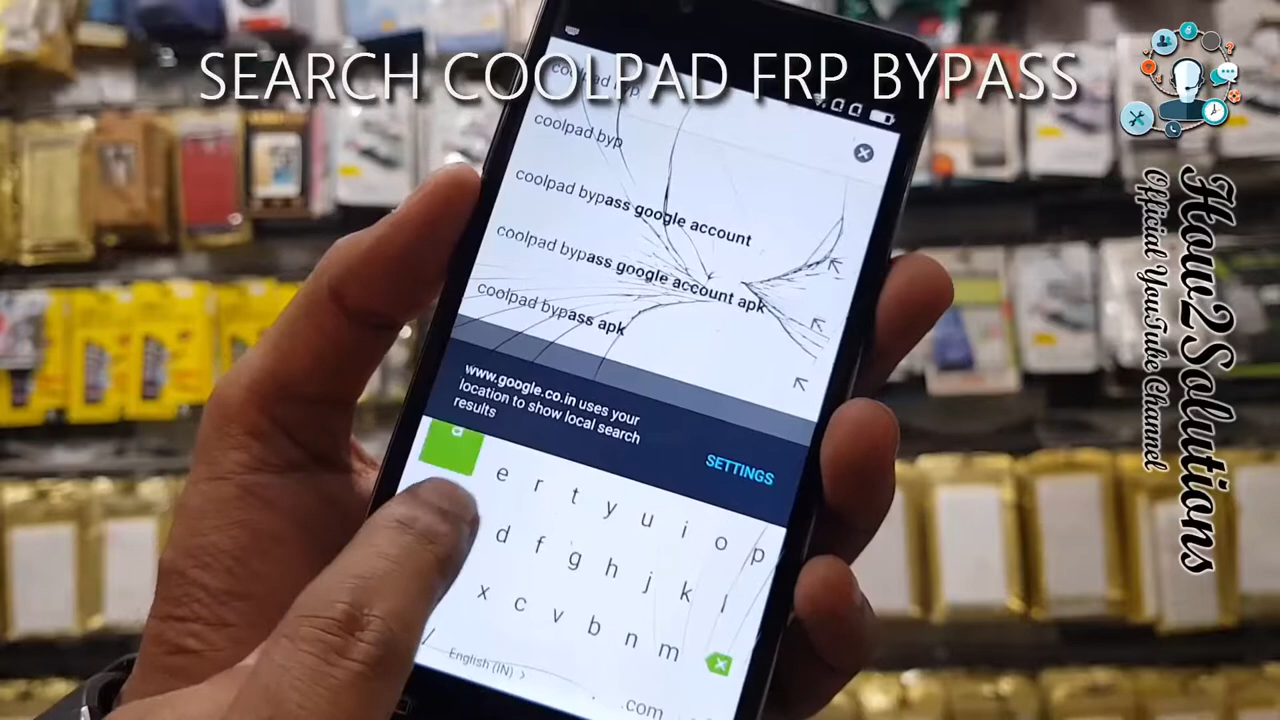 SEARCH COOLPAD FRP BYPASS
coolpad byp
coolpad byp
coolpad bypass google account
coolpad bypass google account apk
coolpad bypass apk
www.google.co.in uses your
location to show local search
results
SETTINGS
a
e r t y u i o p
d f g h j k l
x c v b n m
English (IN) >
.com
How2Solutions
Official YouTube Channel